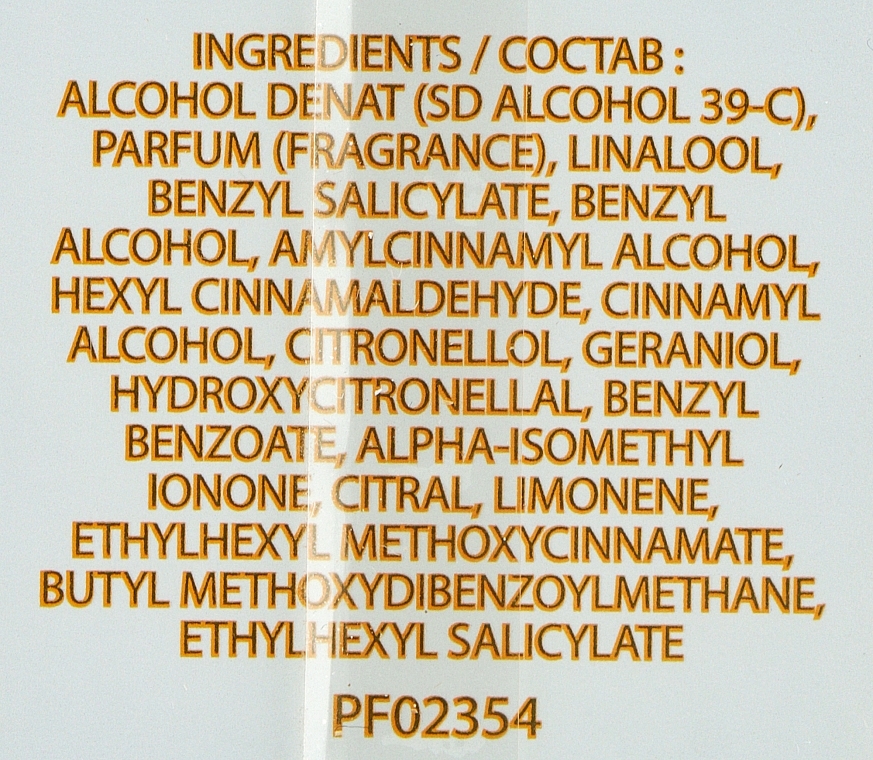 INGREDIENTS / СОСТАВ :
ALCOHOL DENAT (SD ALCOHOL 39-C),
PARFUM (FRAGRANCE), LINALOOL,
BENZYL SALICYLATE, BENZYL
ALCOHOL, AMYLCINNAMYL ALCOHOL,
HEXYL CINNAMALDEHYDE, CINNAMYL
ALCOHOL, CITRONELLOL, GERANIOL,
HYDROXYCITRONELLAL, BENZYL
BENZOATE, ALPHA-ISOMETHYL
IONONE, CITRAL, LIMONENE,
ETHYLHEXYL METHOXYCINNAMATE,
BUTYL METHOXYDIBENZOYLMETHANE,
ETHYLHEXYL SALICYLATE
PF02354